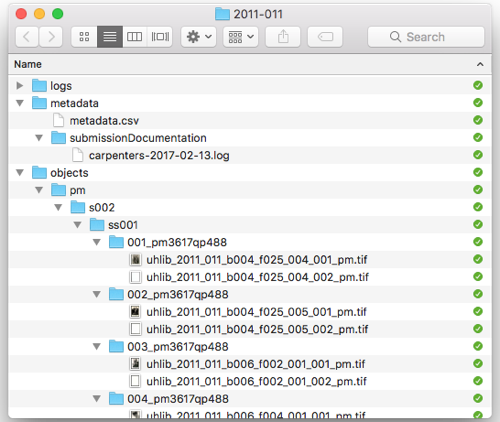 2011-011
Search
Name
logs
metadata
metadata.csv
submissionDocumentation
carpenters-2017-02-13.log
objects
pm
s002
ss001
001_pm3617qp488
uhlib_2011_011_b004_f025_004_001_pm.tif
uhlib_2011_011_b004_f025_004_002_pm.tif
002_pm3617qp488
uhlib_2011_011_b004_f025_005_001_pm.tif
uhlib_2011_011_b004_f025_005_002_pm.tif
003_pm3617qp488
uhlib_2011_011_b006_f002_001_001_pm.tif
uhlib_2011_011_b006_f002_001_002_pm.tif
004_pm3617qp488
uhlib_2011_011_b006_f004_001_001_pm.tif